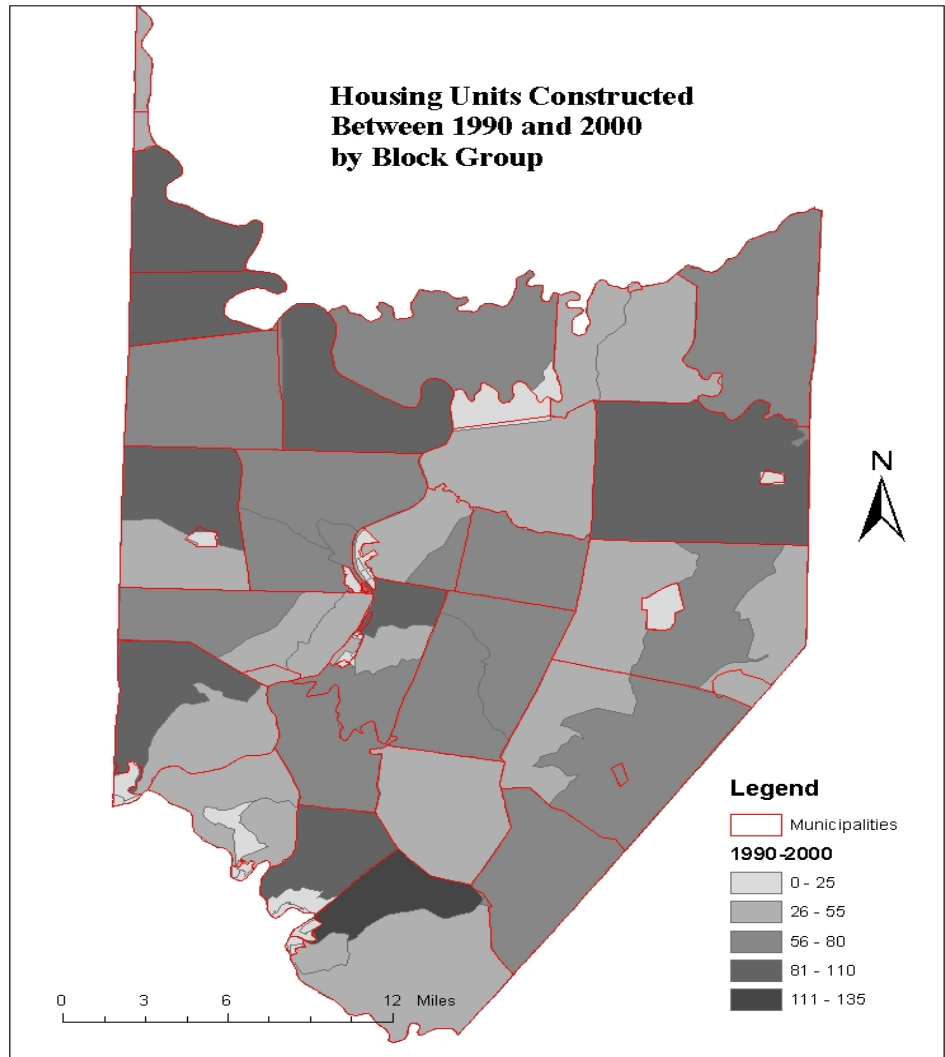 Housing Units Constructed
Between 1990 and 2000
by Block Group
N
Legend
Municipalities
1990-2000
0 - 25
26 - 55
56 - 80
81 - 110
111 - 135
0 3 6 12 Miles